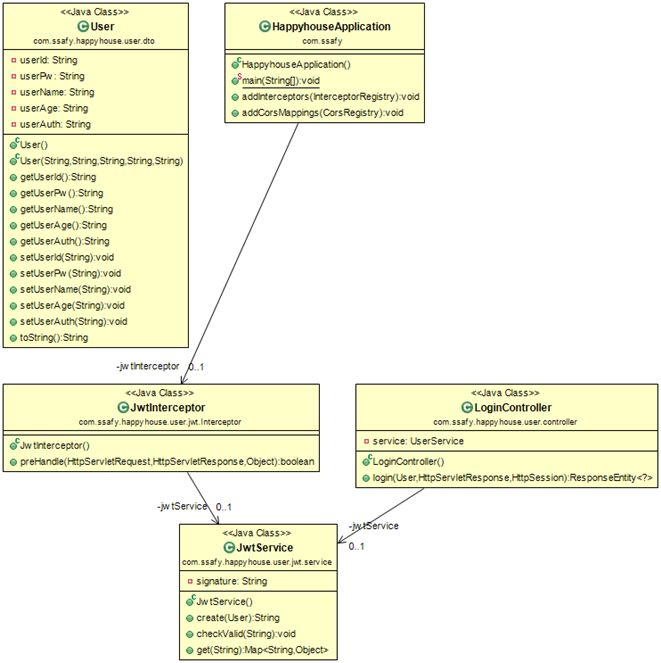 <<Java Class>>
User
com.ssafy.happyhouse.user.dto
userId: String
userPw: String
userName: String
userAge: String
userAuth: String
User()
User(String,String,String,String,String)
getUserId():String
getUserPw():String
getUserName():String
getUserAge():String
getUserAuth():String
setUserId(String):void
setUserPw(String):void
setUserName(String):void
setUserAge(String):void
setUserAuth(String):void
toString():String
<<Java Class>>
HappyhouseApplication
com.ssafy
HappyhouseApplication()
main(String[]):void
addInterceptors(InterceptorRegistry):void
addCorsMappings(CorsRegistry):void
-jwtInterceptor 0..1
<<Java Class>>
JwtInterceptor
com.ssafy.happyhouse.user.jwt.Interceptor
JwtInterceptor()
preHandle(HttpServletRequest,HttpServletResponse,Object):boolean
<<Java Class>>
LoginController
com.ssafy.happyhouse.user.controller
service: UserService
LoginController()
login(User,HttpServletResponse,HttpSession):ResponseEntity<?>
-jwtService 0..1
-jwtService
0..1
<<Java Class>>
JwtService
com.ssafy.happyhouse.user.jwt.service
signature: String
JwtService()
create(User):String
checkValid(String):void
get(String):Map<String,Object>